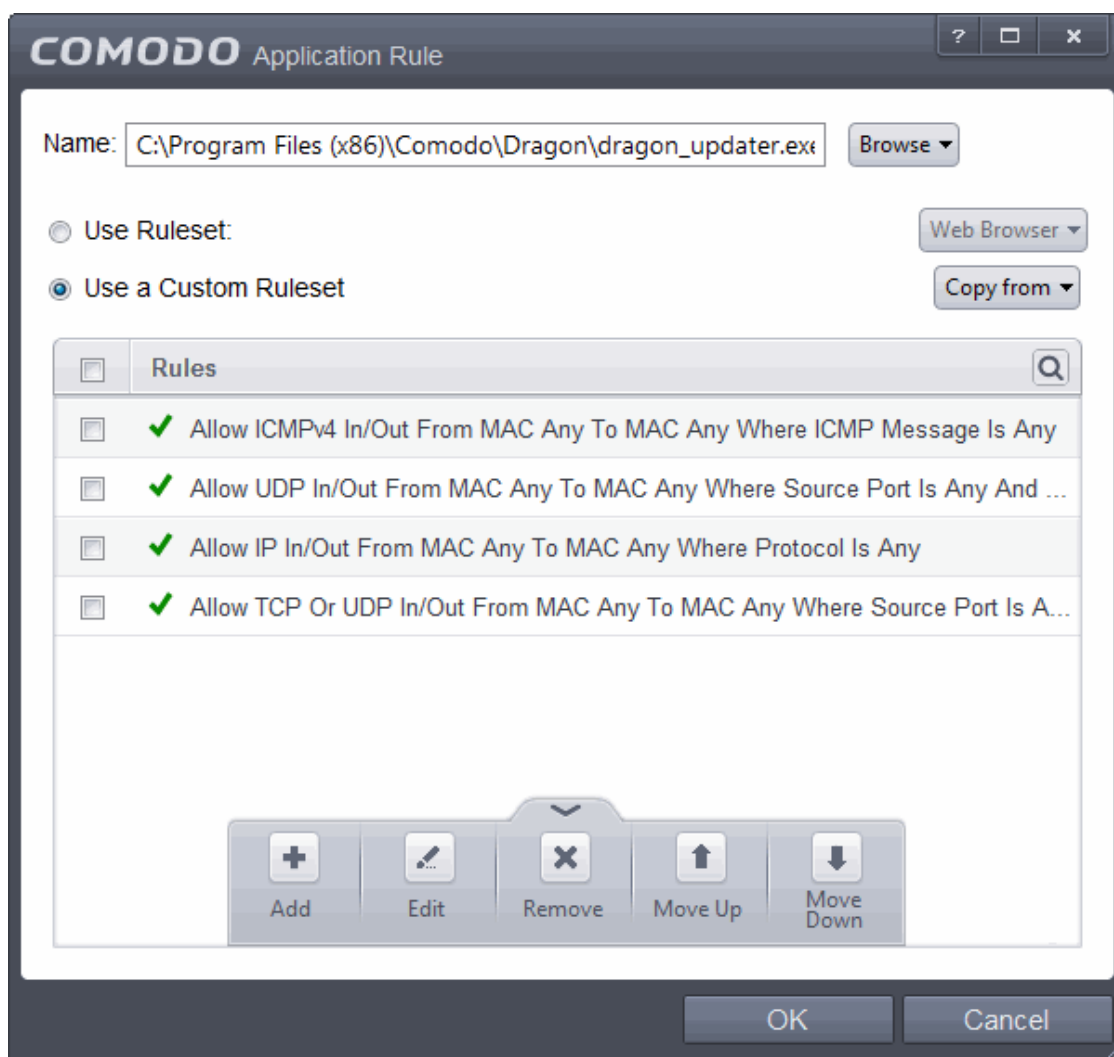 COMODO Application Rule
?
Name: C:\Program Files (x86)\Comodo\Dragon\dragon_updater.exe Browse
Use Ruleset: Web Browser
Use a Custom Ruleset Copy from
Rules
Allow ICMPv4 In/Out From MAC Any To MAC Any Where ICMP Message Is Any
Allow UDP In/Out From MAC Any To MAC Any Where Source Port Is Any And ...
Allow IP In/Out From MAC Any To MAC Any Where Protocol Is Any
Allow TCP Or UDP In/Out From MAC Any To MAC Any Where Source Port Is A...
Add Edit Remove Move Up Move
Down
OK Cancel